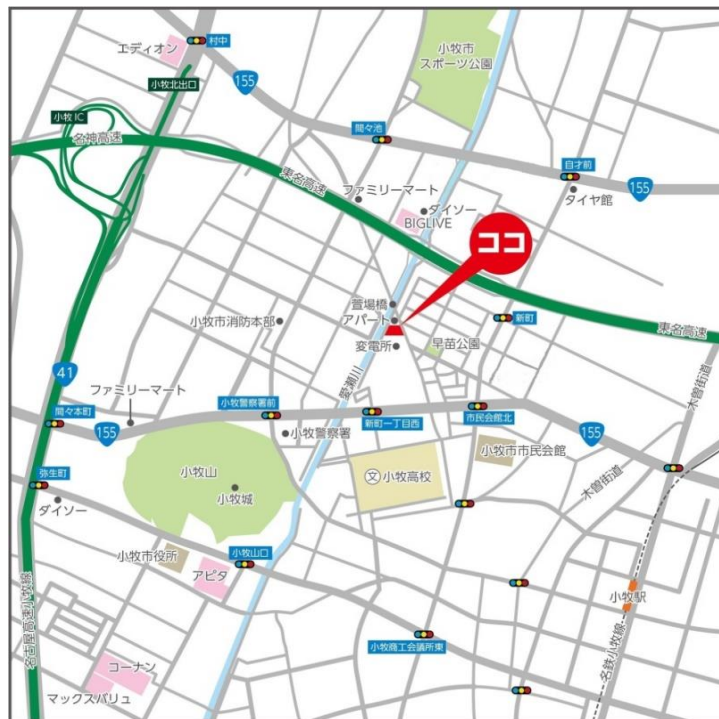 エディオン
村中
小牧市
スポーツ公園
155
小牧北出口
小牧IC
名神高速
間々池
東名高速
自才前
155
ファミリーマート
タイヤ館
ダイソー
BIGLIVE
ココ
萱場橋
アパート
小牧市消防本部
新町
東名高速
変電所
早苗公園
木曽街道
愛瀬川
41
ファミリーマート
小牧警察署前
新町一丁目西
市民会館北
間々本町
155
155
小牧警察署
小牧市市民会館
小牧山
文
小牧高校
木曽街道
弥生町
小牧城
ダイソー
小牧市役所
小牧山口
アピタ
小牧駅
名古屋高速小牧線
小牧商工会議所東
名鉄小牧線
コーナン
マックスバリュ